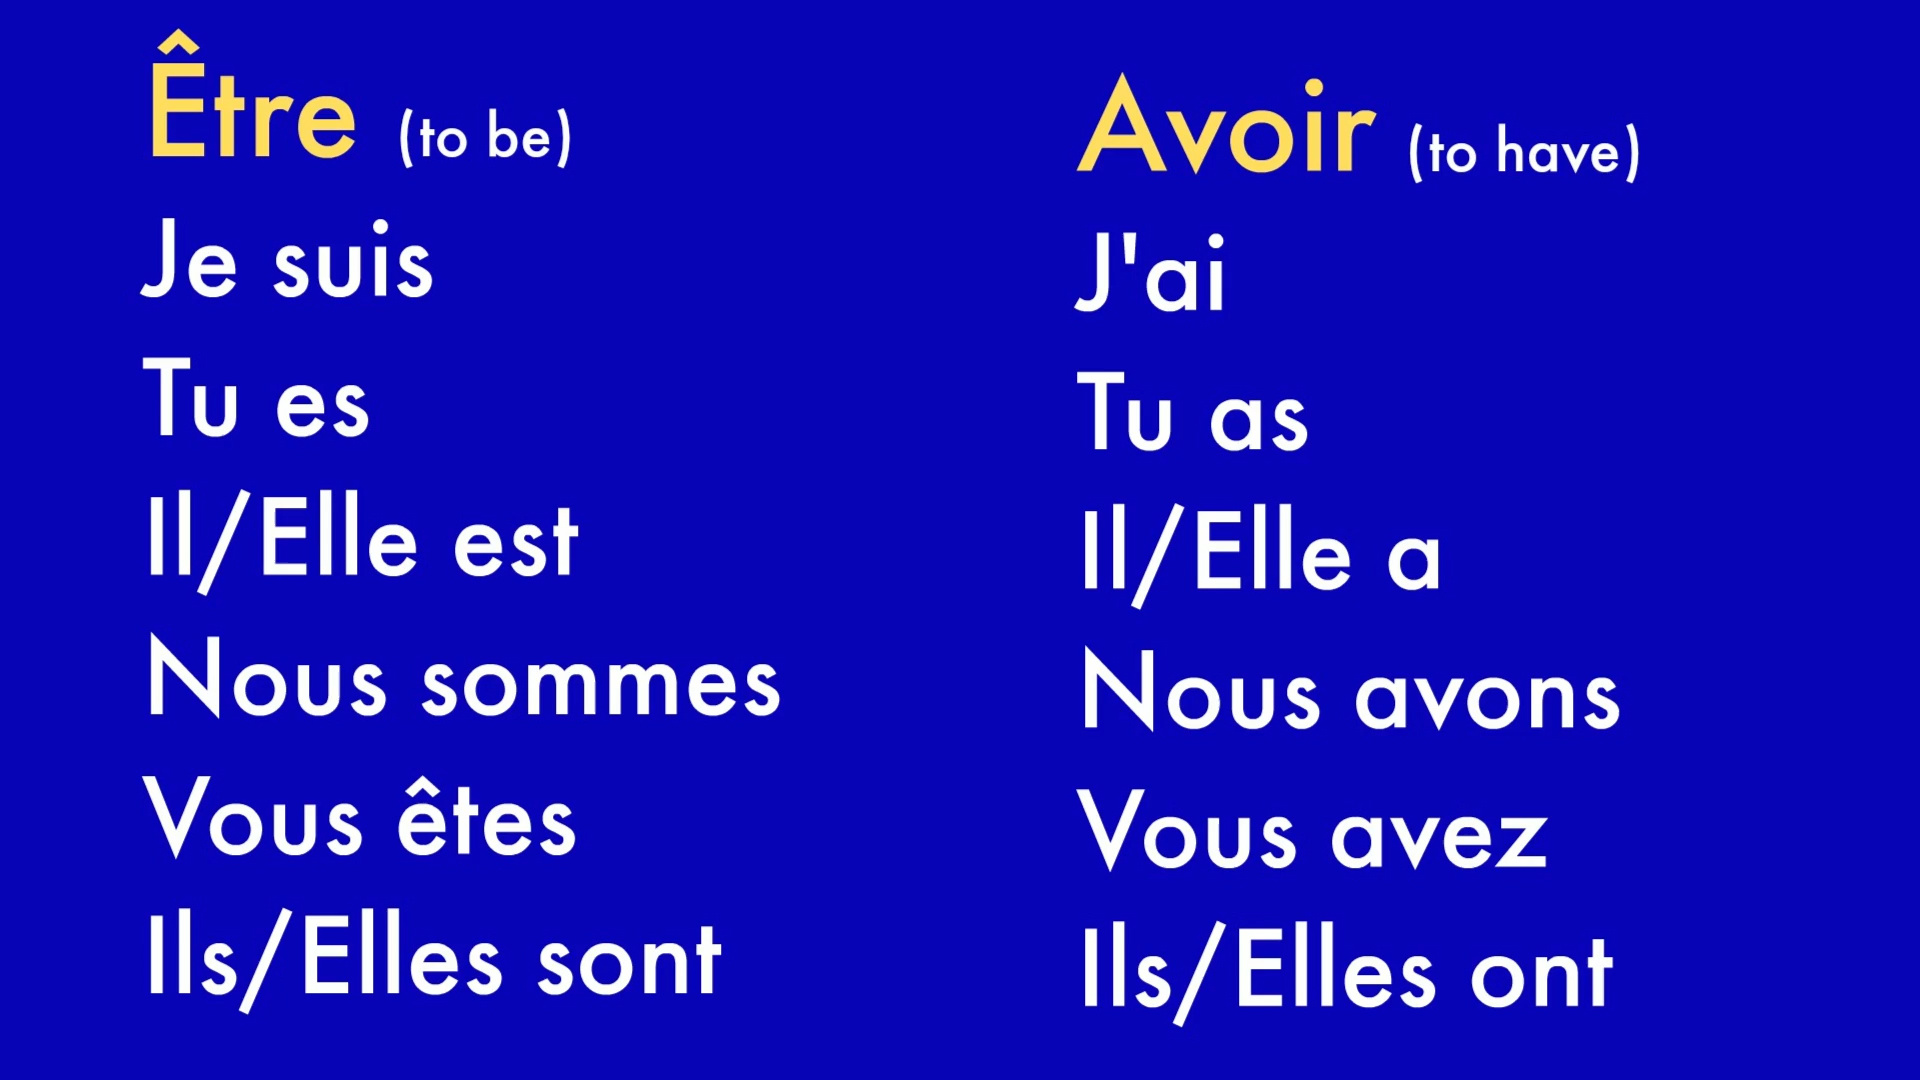 Être (to be)
Je suis
Tu es
Il/Elle est
Nous sommes
Vous êtes
Ils/Elles sont
Avoir (to have)
J'ai
Tu as
Il/Elle a
Nous avons
Vous avez
Ils/Elles ont